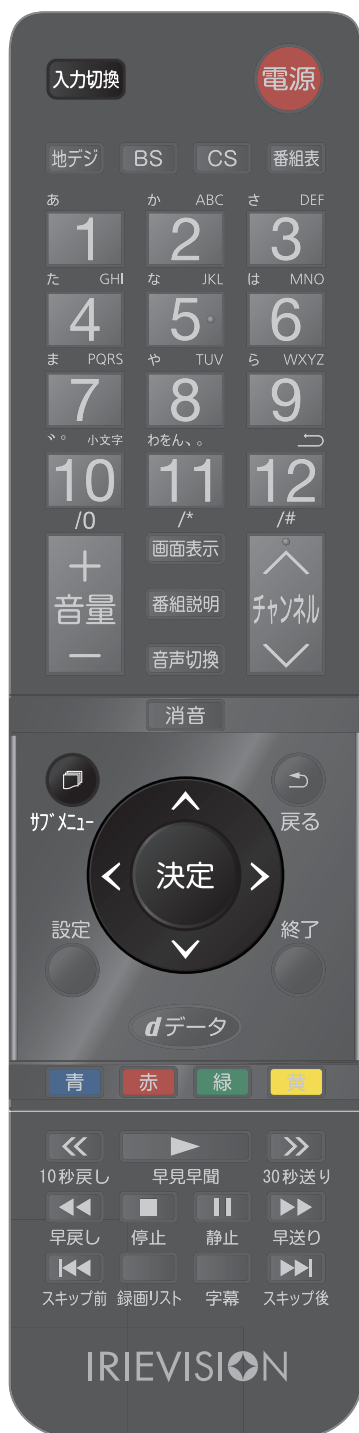 入力切換 電源
地デジ BS CS 番組表
あ か ABC さ DEF
1 2 3
た GHI な JKL は MNO
4 5 6
ま PQRS や TUV ら WXYZ
7 8 9
゛゜ 小文字 わをん、。
10 11 12
/0 /* /#
+ 画面表示
音量 番組説明 チャンネル
- 音声切換
消音
サブメニュー 戻る
決定
設定 終了
dデータ
青 赤 緑 黄
10秒戻し 早見早聞 30秒送り
早戻し 停止 静止 早送り
スキップ前 録画リスト 字幕 スキップ後
IRIEVISION